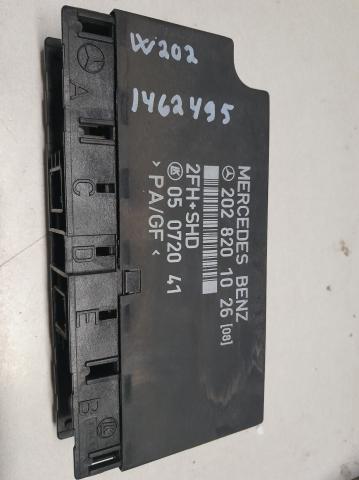 W202
1462495
MERCEDES BENZ
202 820 10 26 [08]
2FH+SHD
05 0720 41
> PA/GF <
A
C
D
E
B